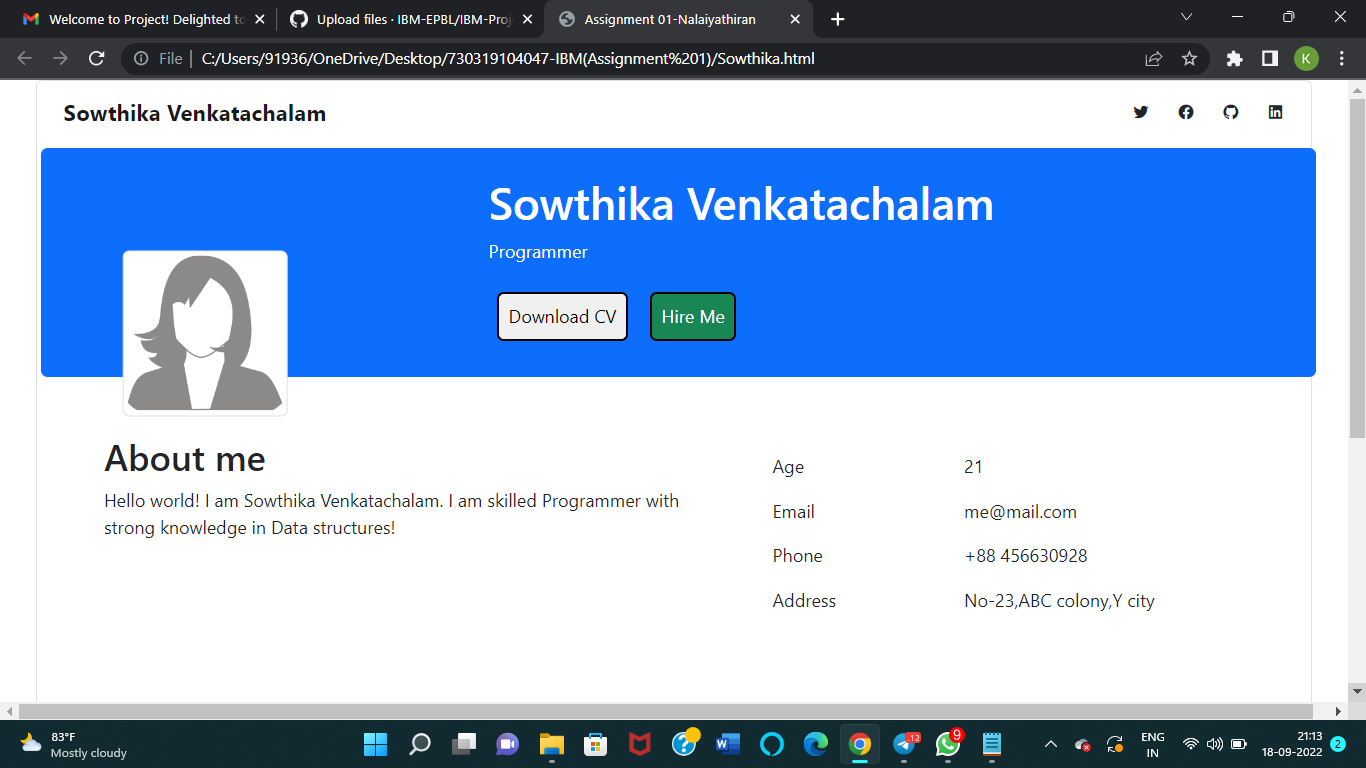 Welcome to Project! Delighted to
Upload files · IBM-EPBL/IBM-Proj
Assignment 01-Nalaiyathiran
File | C:/Users/91936/OneDrive/Desktop/730319104047-IBM(Assignment%201)/Sowthika.html
K
Sowthika Venkatachalam
Sowthika Venkatachalam
Programmer
Download CV
Hire Me
About me
Hello world! I am Sowthika Venkatachalam. I am skilled Programmer with
strong knowledge in Data structures!
Age 21
Email me@mail.com
Phone +88 456630928
Address No-23,ABC colony,Y city
83°F
Mostly cloudy
12
9
ENG
IN
21:13
18-09-2022
2